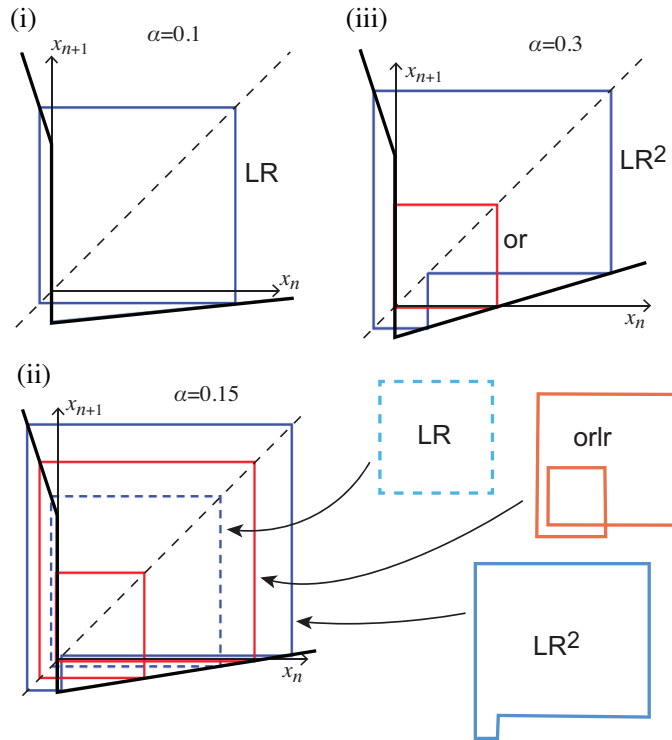 (i)
α=0.1
x_{n+1}
LR
x_n
(iii)
α=0.3
x_{n+1}
LR²
or
x_n
(ii)
α=0.15
x_{n+1}
x_n
LR
orlr
LR²